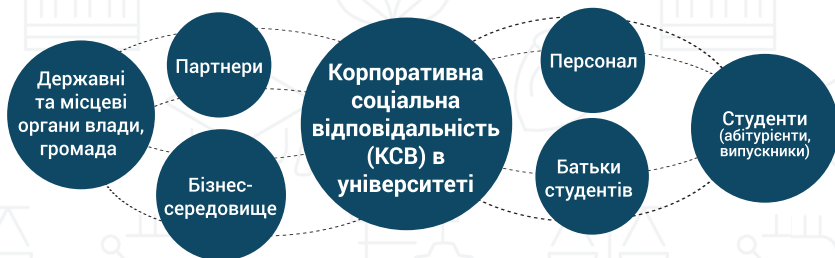 Державні
та місцеві
органи влади,
громада
Партнери
Бізнес-
середовище
Корпоративна
соціальна
відповідальність
(КСВ) в
університеті
Персонал
Батьки
студентів
Студенти
(абітурієнти,
випускники)